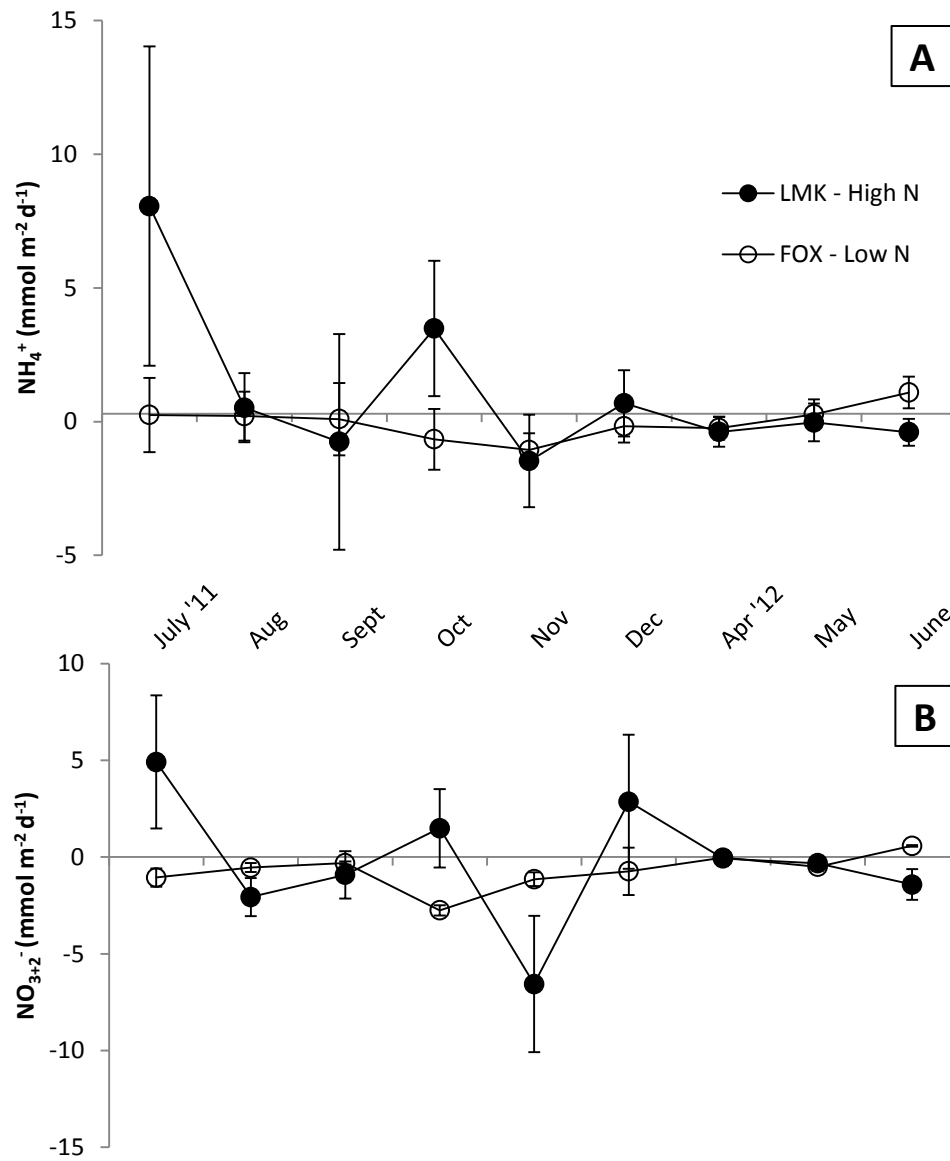 A
15
10
5
0
-5
NH₄⁺ (mmol m⁻² d⁻¹)
LMK - High N
FOX - Low N
July '11
Aug
Sept
Oct
Nov
Dec
Apr '12
May
June
B
10
5
0
-5
-10
-15
NO₃₊₂⁻ (mmol m⁻² d⁻¹)